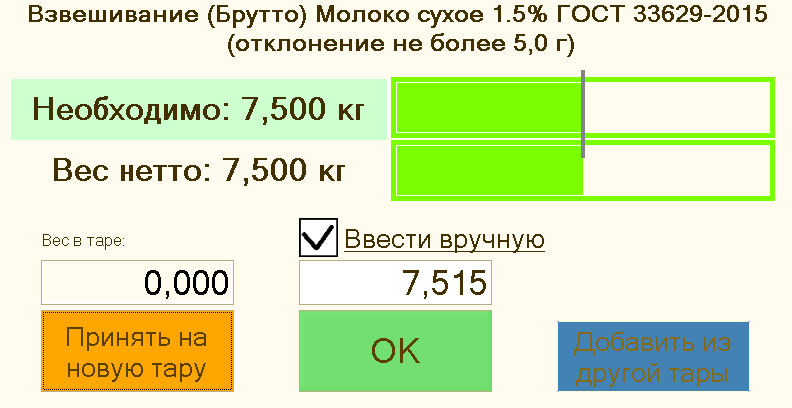 Взвешивание (Брутто) Молоко сухое 1.5% ГОСТ 33629-2015
(отклонение не более 5,0 г)
Необходимо: 7,500 кг
Вес нетто: 7,500 кг
Вес в таре:
Ввести вручную
0,000
7,515
Принять на
новую тару
OK
Добавить из
другой тары